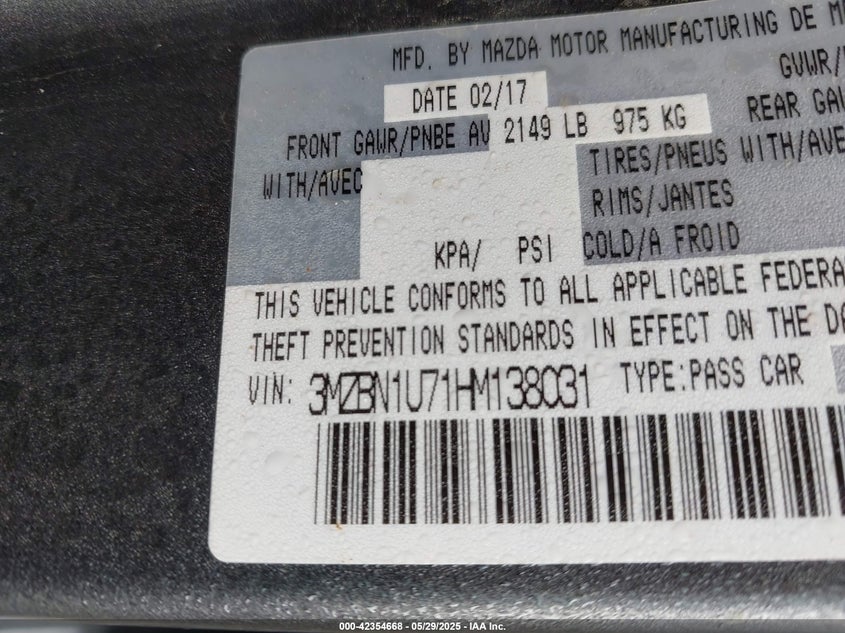 MFD. BY MAZDA MOTOR MANUFACTURING DE
DATE 02/17 GVWR/
FRONT GAWR/PNBE AV 2149 LB 975 KG REAR
WITH/AVEC TIRES/PNEUS WITH/AVE
RIMS/JANTES
KPA/ PSI COLD/A FROID
THIS VEHICLE CONFORMS TO ALL APPLICABLE FEDERA
THEFT PREVENTION STANDARDS IN EFFECT ON THE
VIN: 3MZBN1U71HM138031 TYPE:PASS CAR
000-42354668 - 05/29/2025 - IAA Inc.